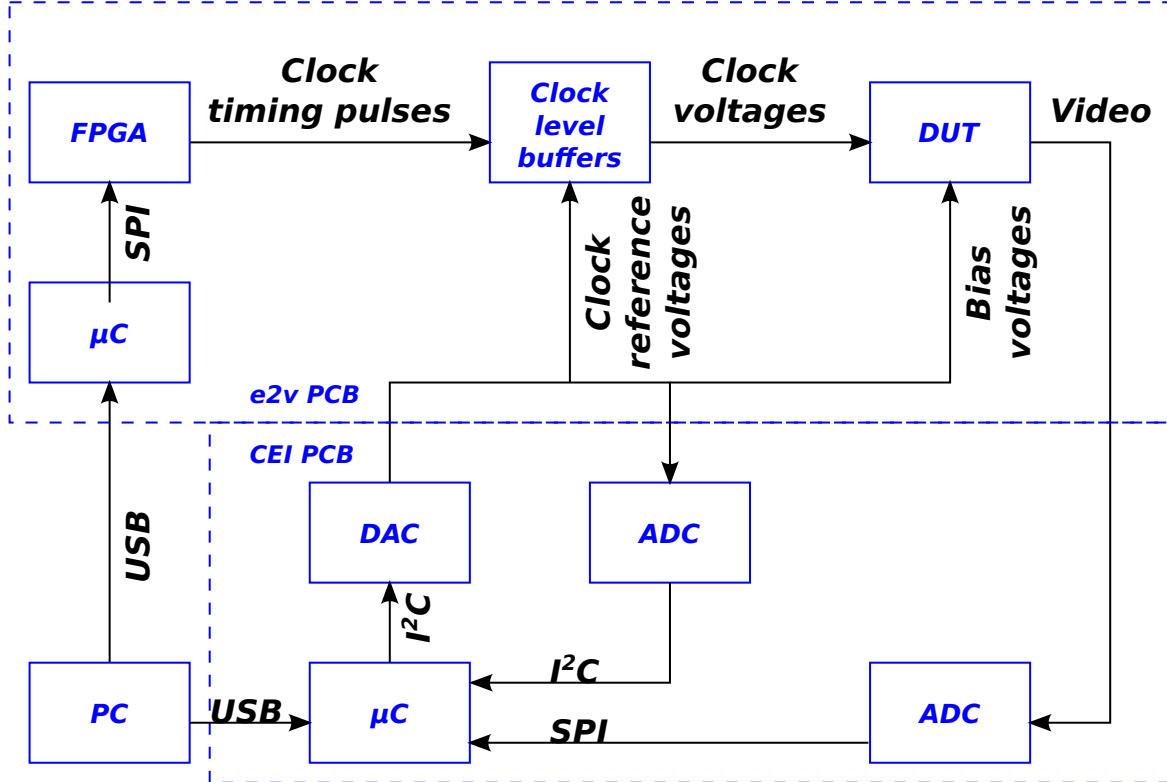 Clock
timing pulses
Clock
voltages
Video
FPGA
Clock
level
buffers
DUT
SPI
Clock
reference
voltages
Bias
voltages
µC
e2v PCB
CEI PCB
USB
DAC
ADC
I²C
I²C
PC
USB
µC
SPI
ADC